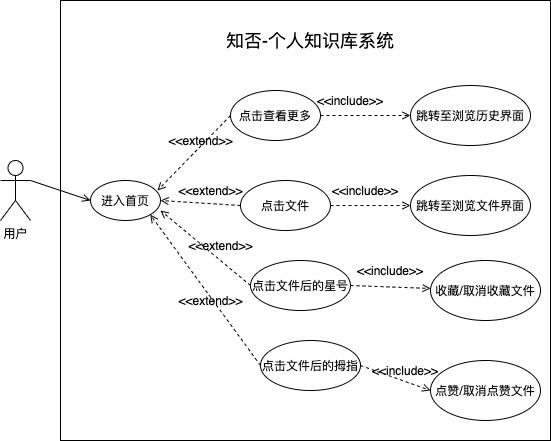 知否-个人知识库系统
<<include>>
点击查看更多
跳转至浏览历史界面
<<extend>>
<<extend>>
<<include>>
进入首页
点击文件
跳转至浏览文件界面
用户
<<extend>>
<<include>>
点击文件后的星号
收藏/取消收藏文件
<<extend>>
点击文件后的拇指
<<include>>
点赞/取消点赞文件